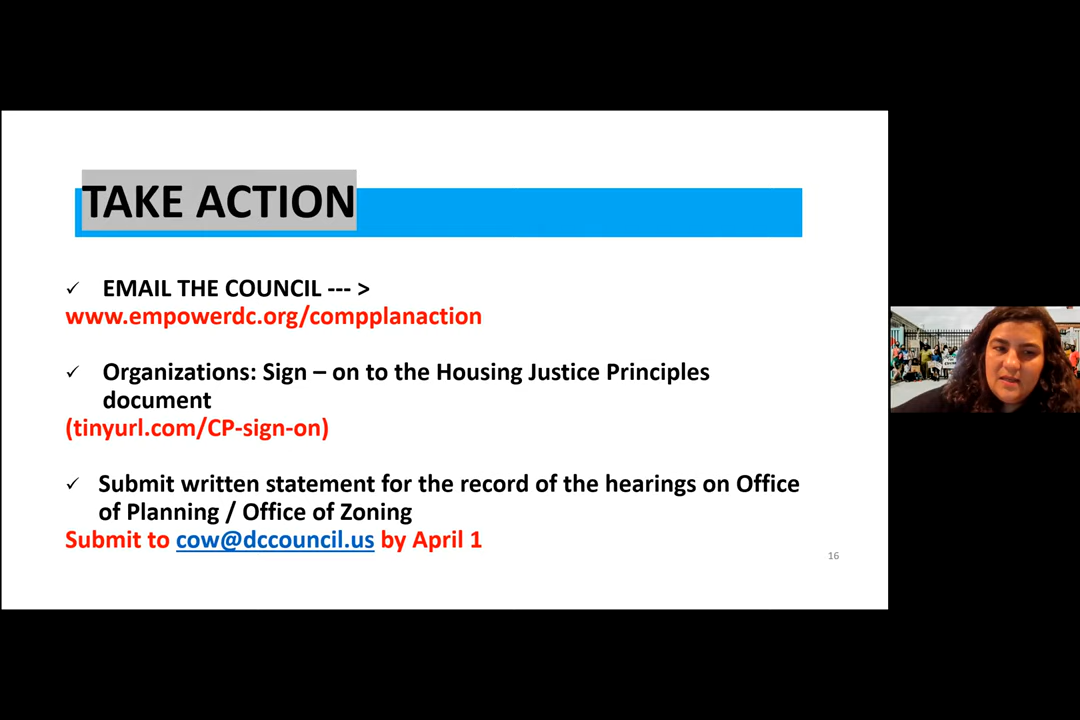 TAKE ACTION
✓ EMAIL THE COUNCIL --- >
www.empowerdc.org/compplanaction
✓ Organizations: Sign – on to the Housing Justice Principles
document
(tinyurl.com/CP-sign-on)
✓ Submit written statement for the record of the hearings on Office
of Planning / Office of Zoning
Submit to cow@dccouncil.us by April 1
16